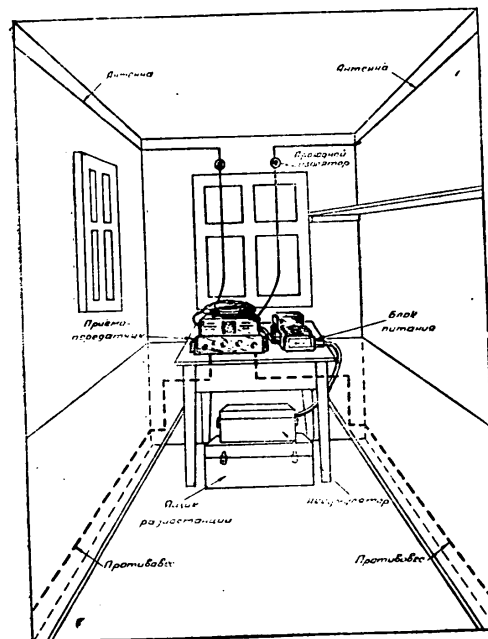 Антенна
Антенна
Проходной
изолятор
Приемо-
передатчик
Блок
питания
Ящик
радиостанции
Аккумулятор
Противовес
Противовес